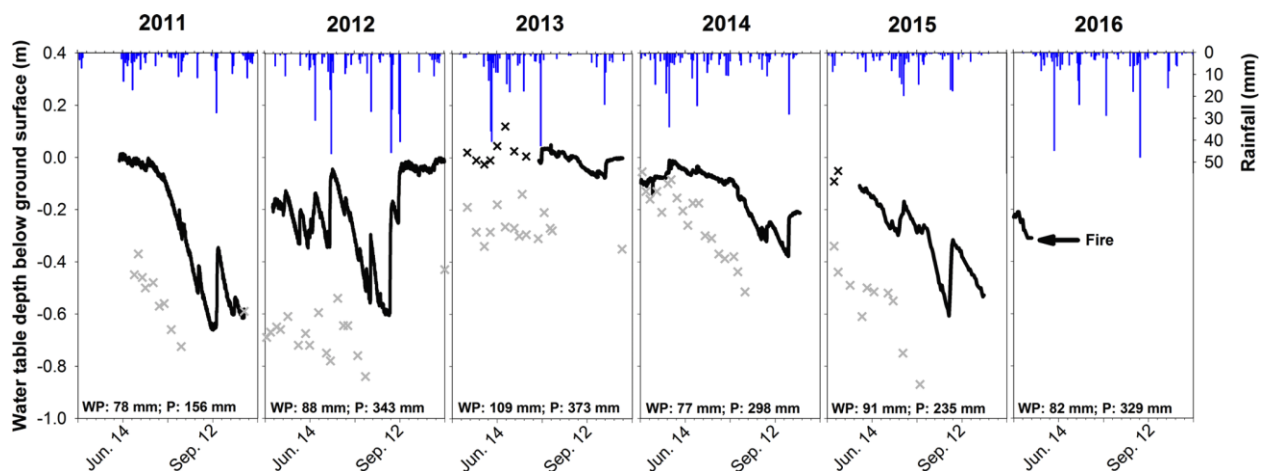 2011 2012 2013 2014 2015 2016
Water table depth below ground surface (m)
0.4
0.2
0.0
-0.2
-0.4
-0.6
-0.8
-1.0
0
10
20
30
40
50
Rainfall (mm)
Fire
WP: 78 mm; P: 156 mm WP: 88 mm; P: 343 mm WP: 109 mm; P: 373 mm WP: 77 mm; P: 298 mm WP: 91 mm; P: 235 mm WP: 82 mm; P: 329 mm
Jun. 14 Sep. 12 Jun. 14 Sep. 12 Jun. 14 Sep. 12 Jun. 14 Sep. 12 Jun. 14 Sep. 12 Jun. 14 Sep. 12